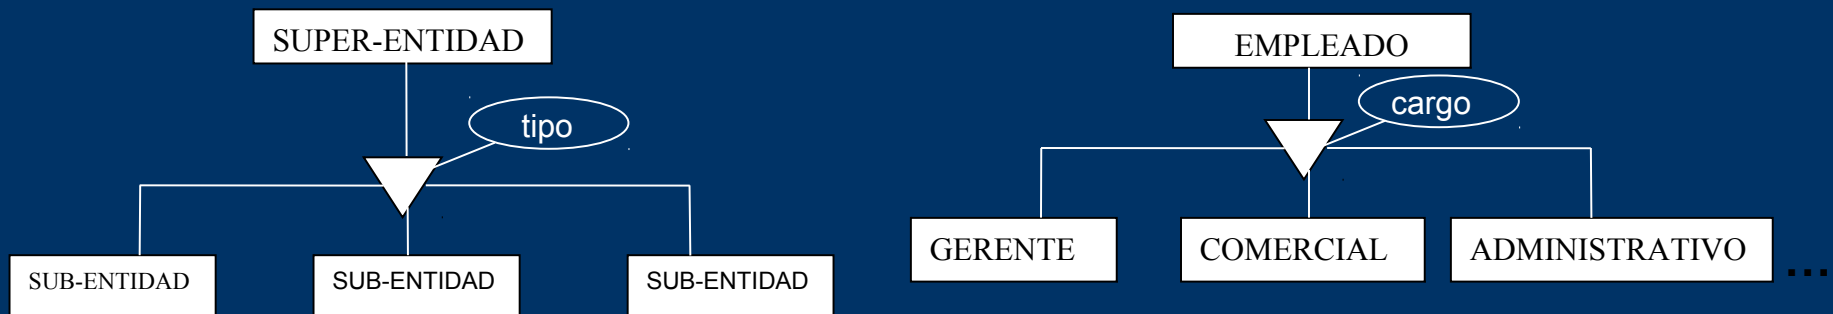 SUPER-ENTIDAD
tipo
SUB-ENTIDAD
SUB-ENTIDAD
SUB-ENTIDAD
EMPLEADO
cargo
GERENTE
COMERCIAL
ADMINISTRATIVO
...